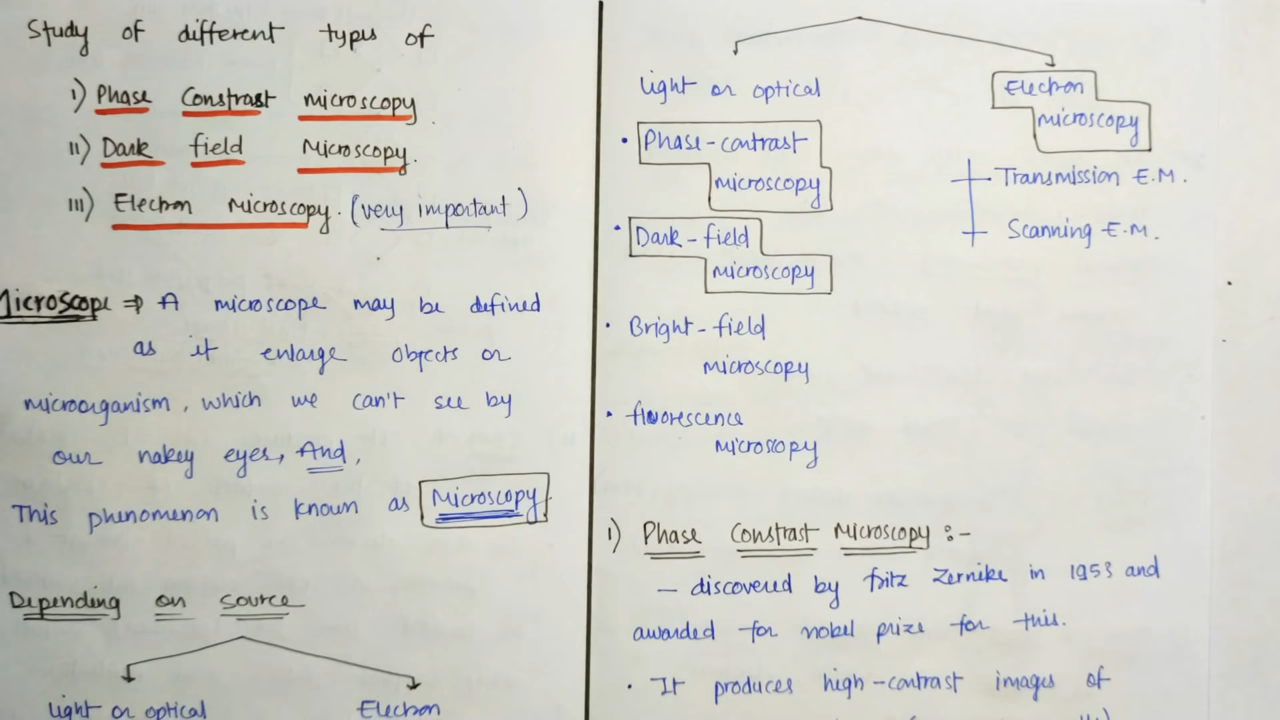 Study of different types of
i) Phase Constrast microscopy
ii) Dark field Microscopy.
iii) Electron Microscopy. (very important)
Microscope ⇒ A microscope may be defined
as it enlarge objects or
microorganism, which we can't see by
our nakey eyes, And,
This phenomenon is known as Microscopy.
Depending on source
light or optical Electron
light or optical
• Phase-contrast
microscopy
• Dark-field
microscopy
• Bright-field
microscopy
• fluorescence
microscopy
Electron
microscopy
Transmission E.M.
Scanning E.M.
i) Phase Constrast Microscopy :-
- discovered by fritz Zernike in 1953 and
awarded for nobel prize for this.
• It produces high-contrast images of